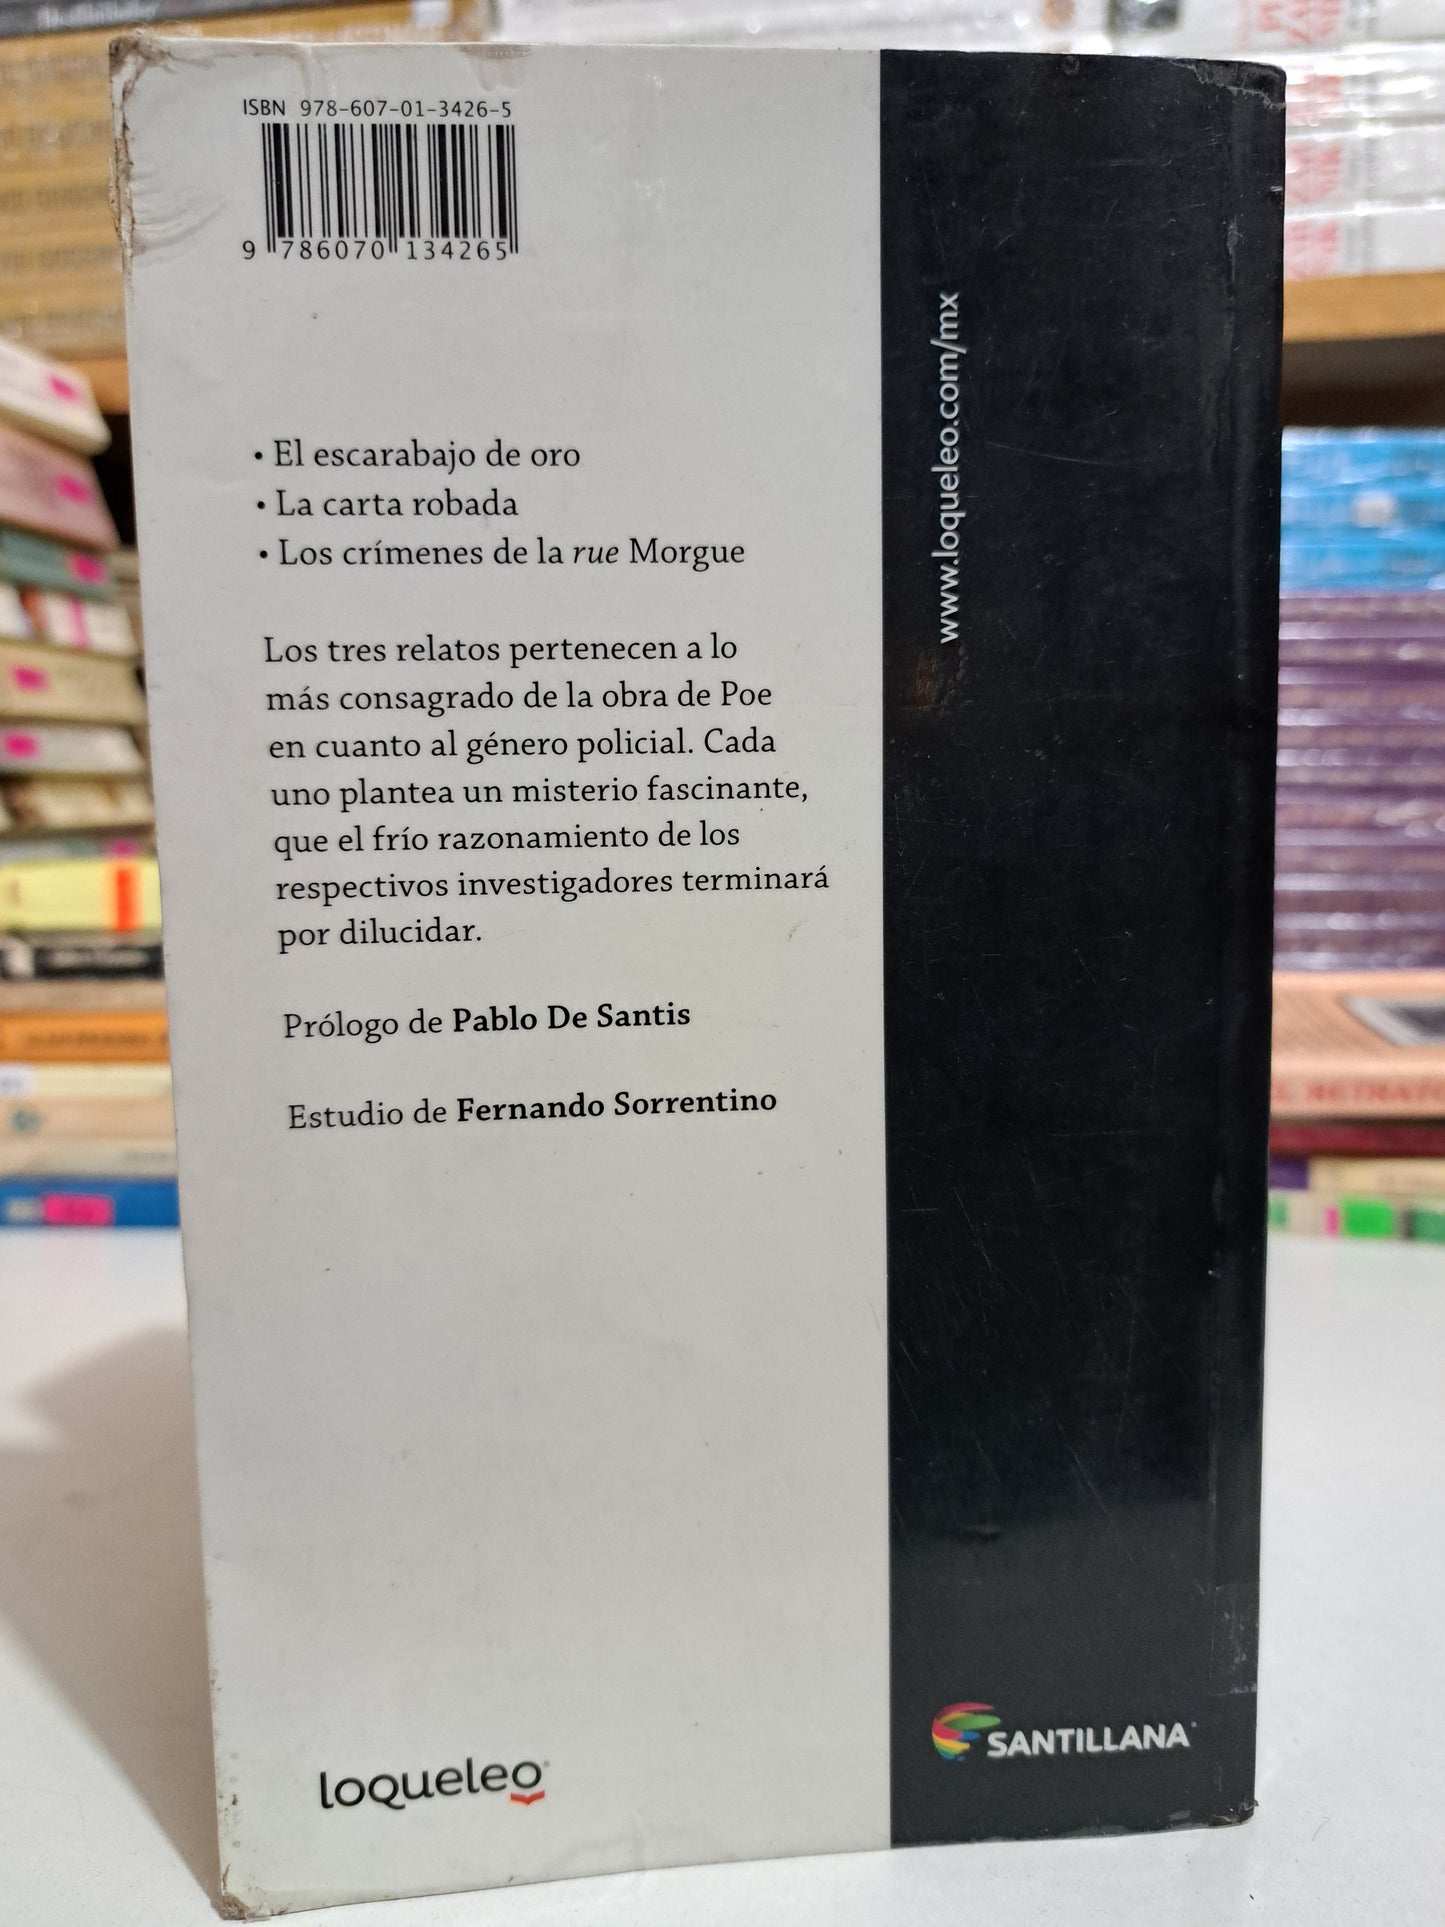 ISBN 978-607-01-3426-5
9 786070 134265
• El escarabajo de oro
• La carta robada
• Los crímenes de la rue Morgue
Los tres relatos pertenecen a lo
más consagrado de la obra de Poe
en cuanto al género policial. Cada
uno plantea un misterio fascinante,
que el frío razonamiento de los
respectivos investigadores terminará
por dilucidar.
Prólogo de Pablo De Santis
Estudio de Fernando Sorrentino
loqueleo
www.loqueleo.com/mx
SANTILLANA
EL RETRATO